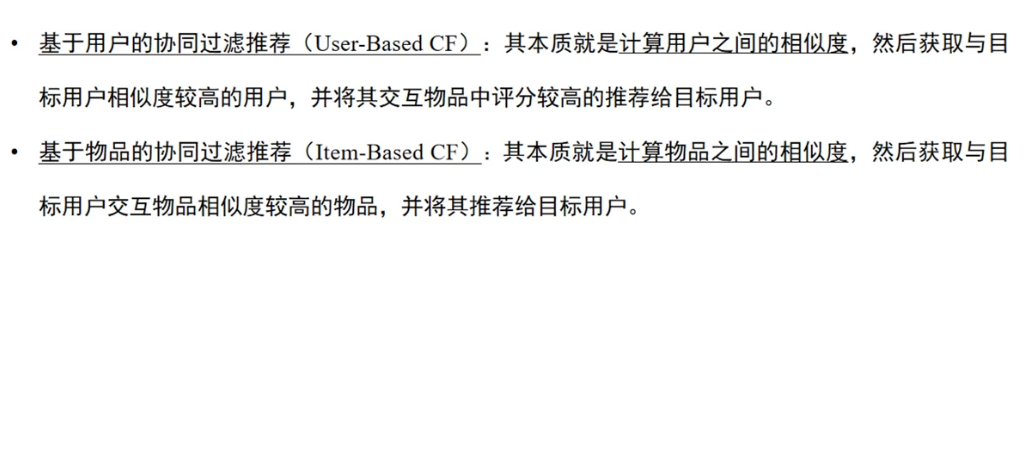 • 基于用户的协同过滤推荐（User-Based CF）：其本质就是计算用户之间的相似度，然后获取与目
标用户相似度较高的用户，并将其交互物品中评分较高的推荐给目标用户。
• 基于物品的协同过滤推荐（Item-Based CF）：其本质就是计算物品之间的相似度，然后获取与目
标用户交互物品相似度较高的物品，并将其推荐给目标用户。